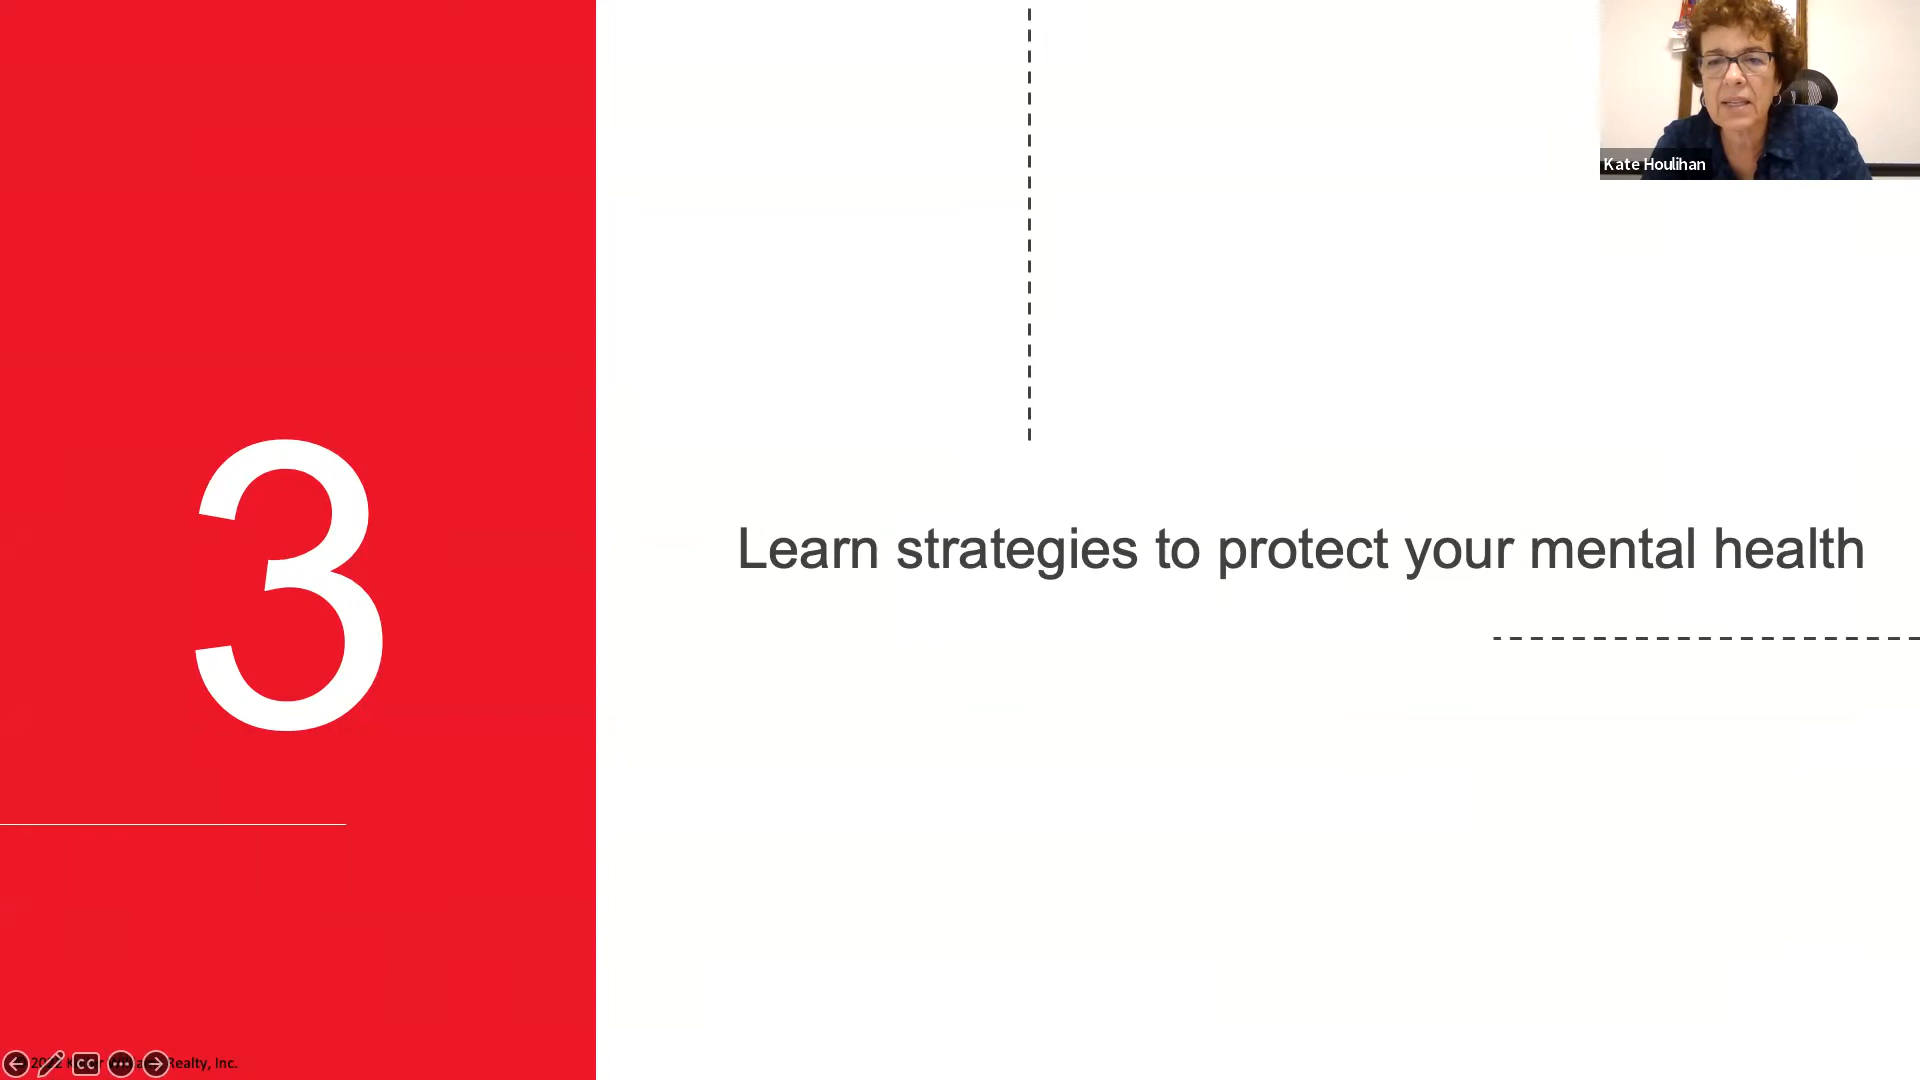 Kate Houlihan
3
Learn strategies to protect your mental health
Realty, Inc.